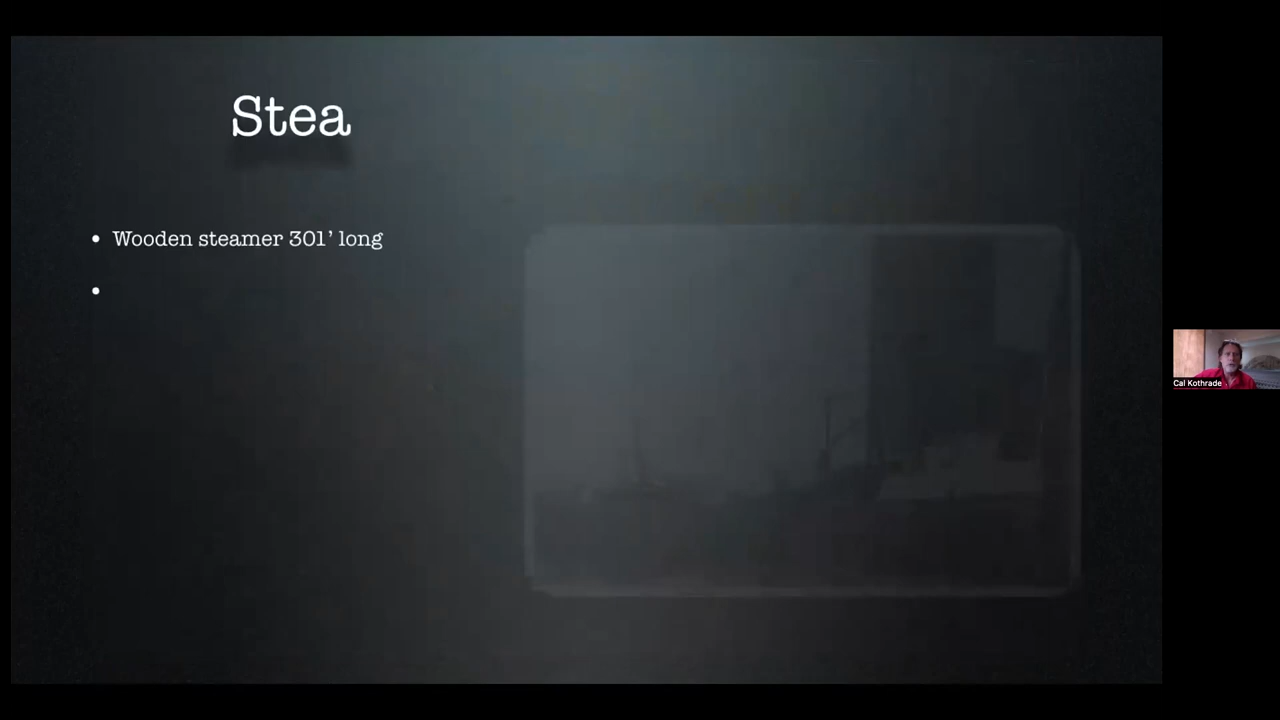 Stea
• Wooden steamer 301’ long
•
Cal Kothrade